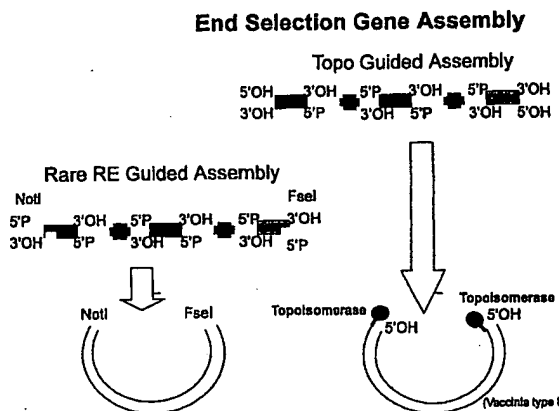 End Selection Gene Assembly
Topo Guided Assembly
5'OH 3'OH 5'P 3'OH 5'P 3'OH
3'OH 5'P 3'OH 5'P 3'OH 5'OH
Rare RE Guided Assembly
NotI FseI
5'P 3'OH 5'P 3'OH 5'P 3'OH
3'OH 5'P 3'OH 5'P 3'OH 5'P
NotI FseI
Topoisomerase Topoisomerase
5'OH 5'OH
(Vaccinia type